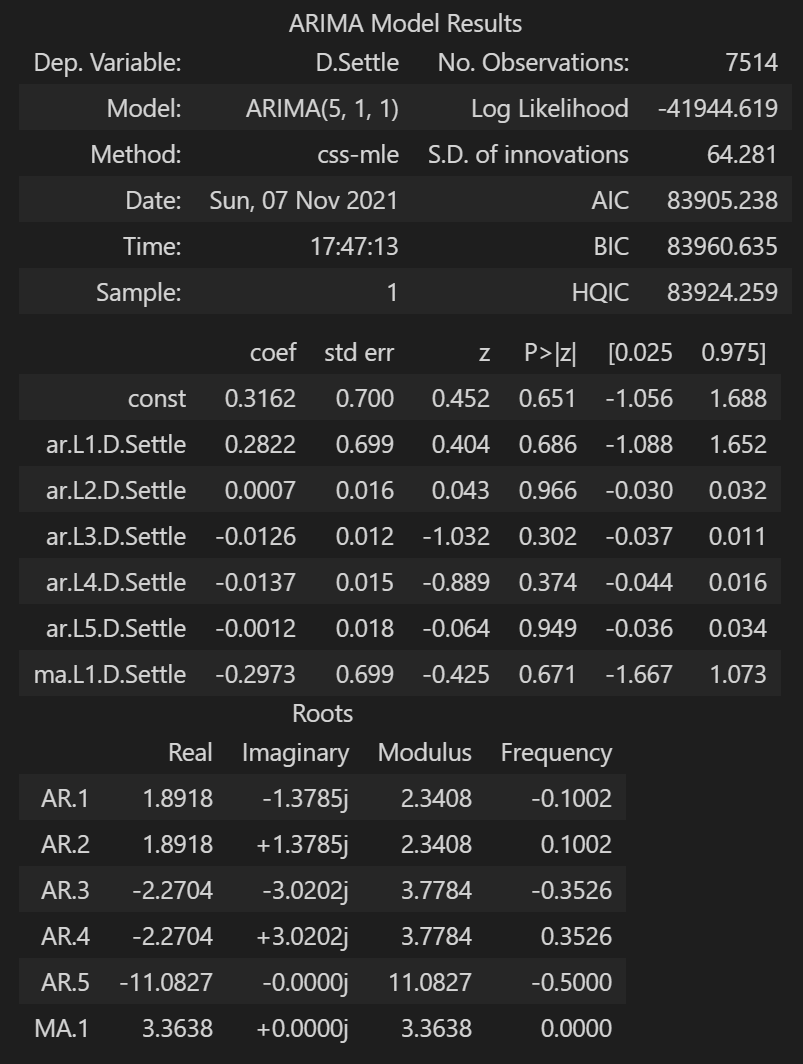 ARIMA Model Results
Dep. Variable: D.Settle No. Observations: 7514
Model: ARIMA(5, 1, 1) Log Likelihood -41944.619
Method: css-mle S.D. of innovations 64.281
Date: Sun, 07 Nov 2021 AIC 83905.238
Time: 17:47:13 BIC 83960.635
Sample: 1 HQIC 83924.259
coef std err z P>|z| [0.025 0.975]
const 0.3162 0.700 0.452 0.651 -1.056 1.688
ar.L1.D.Settle 0.2822 0.699 0.404 0.686 -1.088 1.652
ar.L2.D.Settle 0.0007 0.016 0.043 0.966 -0.030 0.032
ar.L3.D.Settle -0.0126 0.012 -1.032 0.302 -0.037 0.011
ar.L4.D.Settle -0.0137 0.015 -0.889 0.374 -0.044 0.016
ar.L5.D.Settle -0.0012 0.018 -0.064 0.949 -0.036 0.034
ma.L1.D.Settle -0.2973 0.699 -0.425 0.671 -1.667 1.073
Roots
Real Imaginary Modulus Frequency
AR.1 1.8918 -1.3785j 2.3408 -0.1002
AR.2 1.8918 +1.3785j 2.3408 0.1002
AR.3 -2.2704 -3.0202j 3.7784 -0.3526
AR.4 -2.2704 +3.0202j 3.7784 0.3526
AR.5 -11.0827 -0.0000j 11.0827 -0.5000
MA.1 3.3638 +0.0000j 3.3638 0.0000